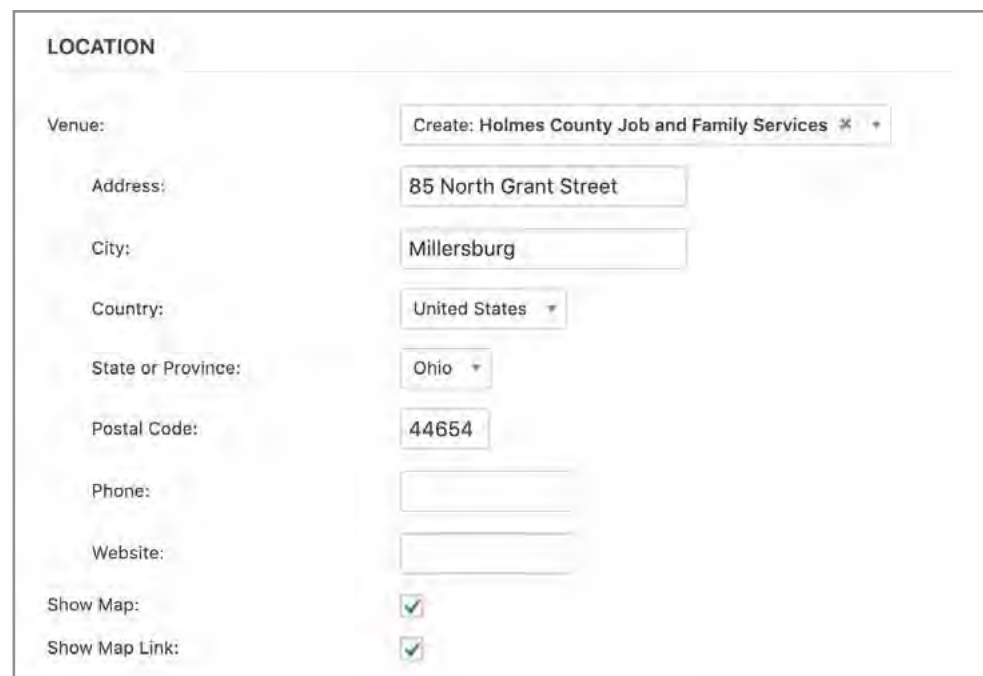 LOCATION
Venue: Create: Holmes County Job and Family Services
Address: 85 North Grant Street
City: Millersburg
Country: United States
State or Province: Ohio
Postal Code: 44654
Phone:
Website:
Show Map:
Show Map Link: